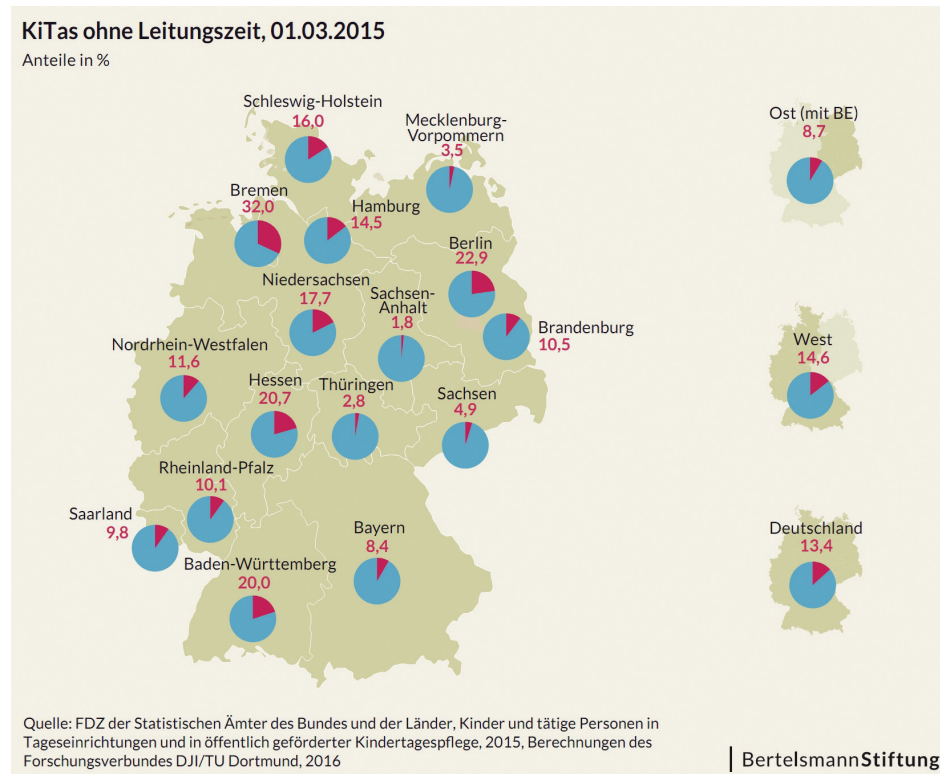 KiTas ohne Leitungszeit, 01.03.2015
Anteile in %
Schleswig-Holstein
16,0
Mecklenburg-
Vorpommern
3,5
Ost (mit BE)
8,7
Bremen
32,0
Hamburg
14,5
Berlin
22,9
Niedersachsen
17,7
Sachsen-
Anhalt
1,8
Brandenburg
10,5
West
14,6
Nordrhein-Westfalen
11,6
Hessen
20,7
Thüringen
2,8
Sachsen
4,9
Rheinland-Pfalz
10,1
Saarland
9,8
Bayern
8,4
Deutschland
13,4
Baden-Württemberg
20,0
Quelle: FDZ der Statistischen Ämter des Bundes und der Länder, Kinder und tätige Personen in
Tageseinrichtungen und in öffentlich geförderter Kindertagespflege, 2015, Berechnungen des
Forschungsverbundes DJI/TU Dortmund, 2016
BertelsmannStiftung